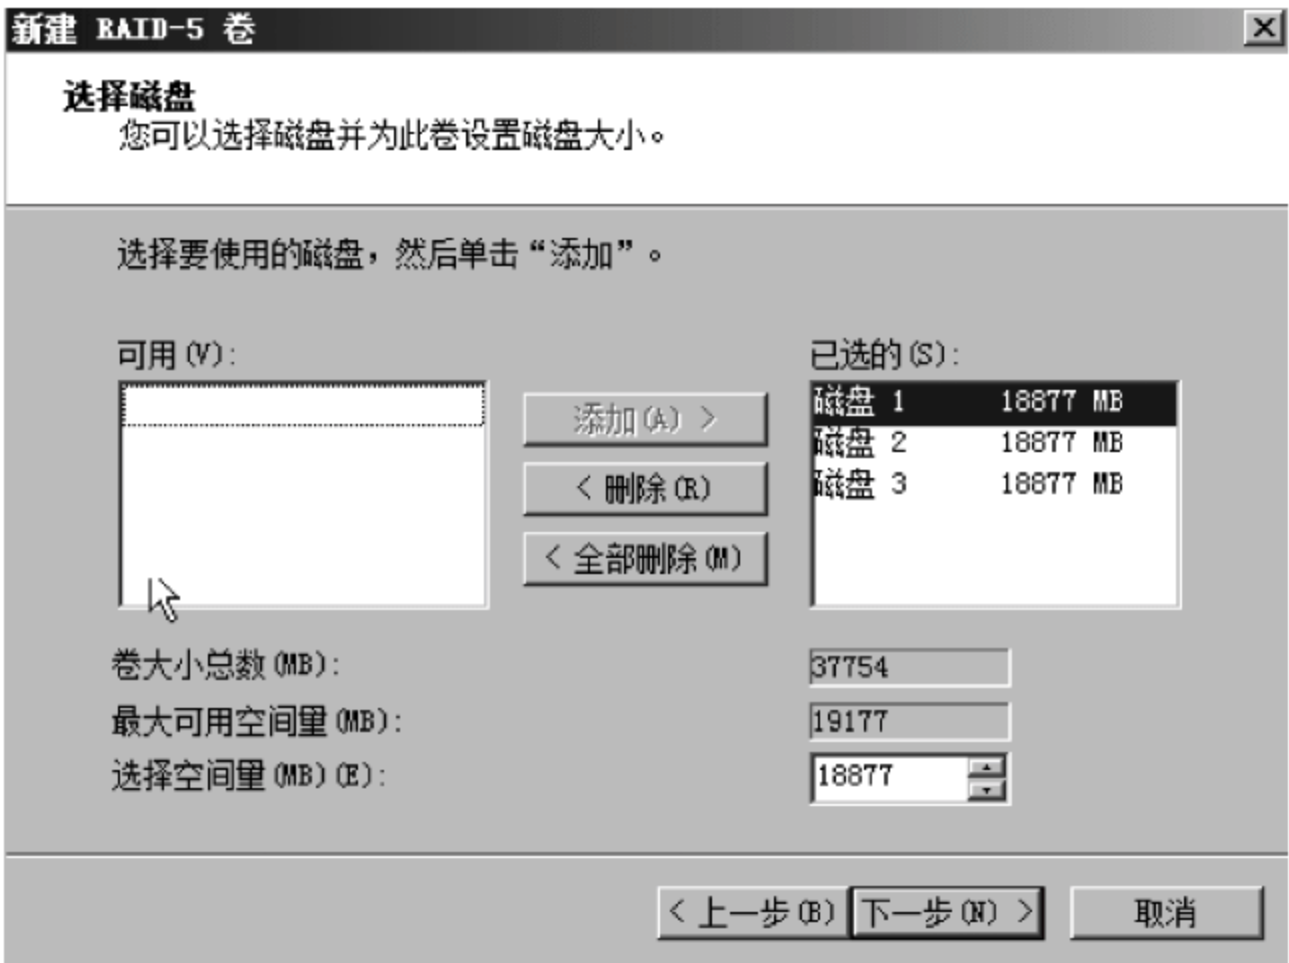 新建 RAID-5 卷
选择磁盘
您可以选择磁盘并为此卷设置磁盘大小。
选择要使用的磁盘，然后单击“添加”。
可用(V):
已选的(S):
添加(A) >
< 删除(R)
< 全部删除(M)
磁盘 1 18877 MB
磁盘 2 18877 MB
磁盘 3 18877 MB
卷大小总数(MB): 37754
最大可用空间量(MB): 19177
选择空间量(MB)(E): 18877
< 上一步(B) 下一步(N) > 取消